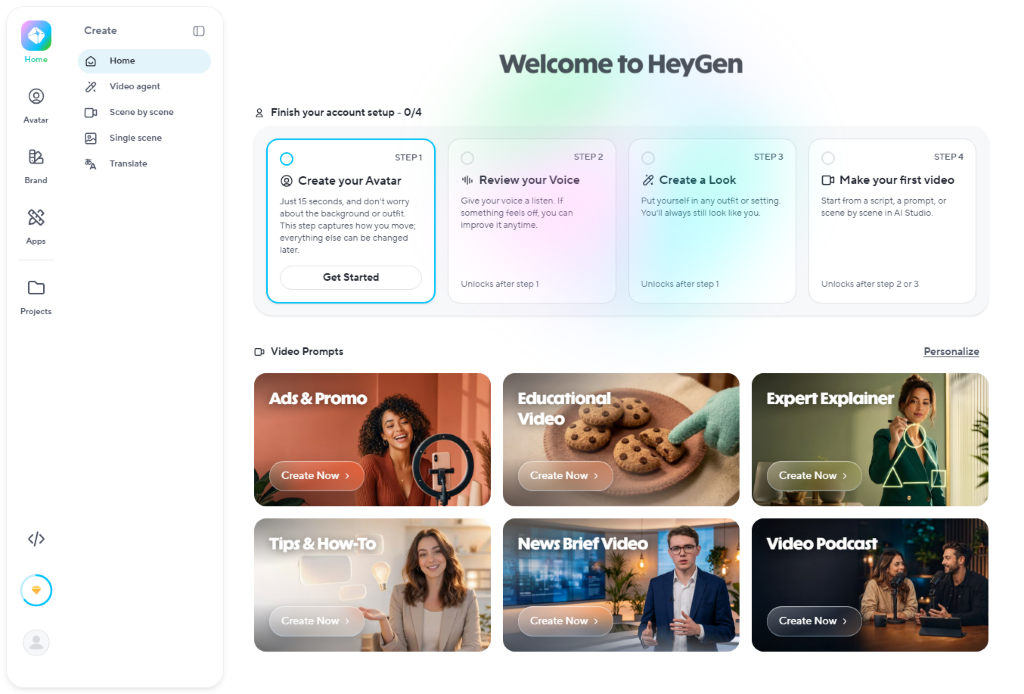 Home
Avatar
Brand
Apps
Projects
Create
Home
Video agent
Scene by scene
Single scene
Translate
Welcome to HeyGen
Finish your account setup - 0/4
STEP 1
Create your Avatar
Just 15 seconds, and don't worry
about the background or outfit.
This step captures how you move;
everything else can be changed
later.
Get Started
STEP 2
Review your Voice
Give your voice a listen. If
something feels off, you can
improve it anytime.
Unlocks after step 1
STEP 3
Create a Look
Put yourself in any outfit or setting.
You'll always still look like you.
Unlocks after step 1
STEP 4
Make your first video
Start from a script, a prompt, or
scene by scene in AI Studio.
Unlocks after step 2 or 3
Video Prompts
Personalize
Ads & Promo
Create Now
Educational
Video
Create Now
Expert Explainer
Create Now
Tips & How-To
Create Now
News Brief Video
Create Now
Video Podcast
Create Now